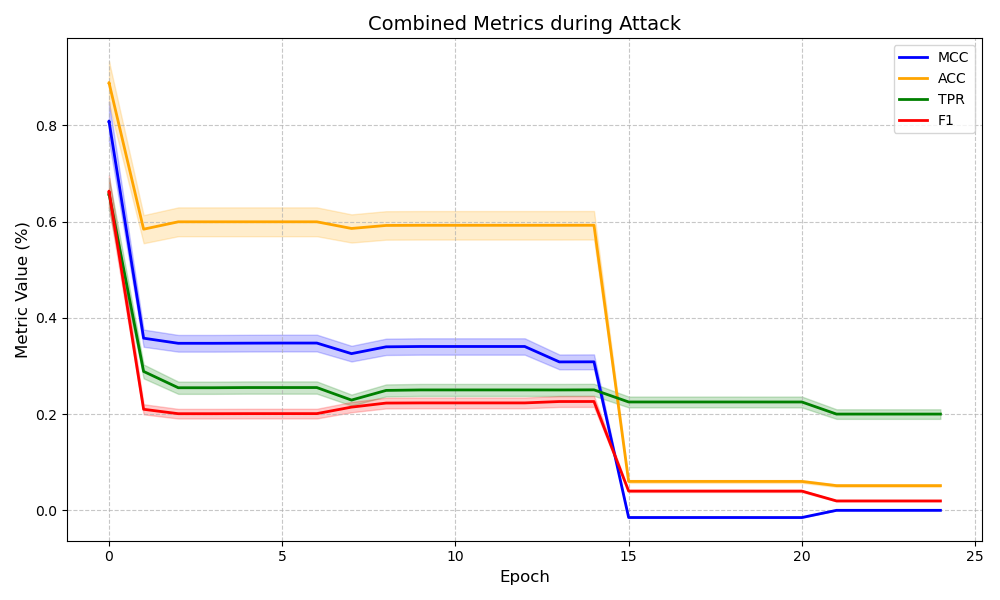 Combined Metrics during Attack
MCC
ACC
TPR
F1
Metric Value (%)
0.8
0.6
0.4
0.2
0.0
0
5
10
15
20
25
Epoch